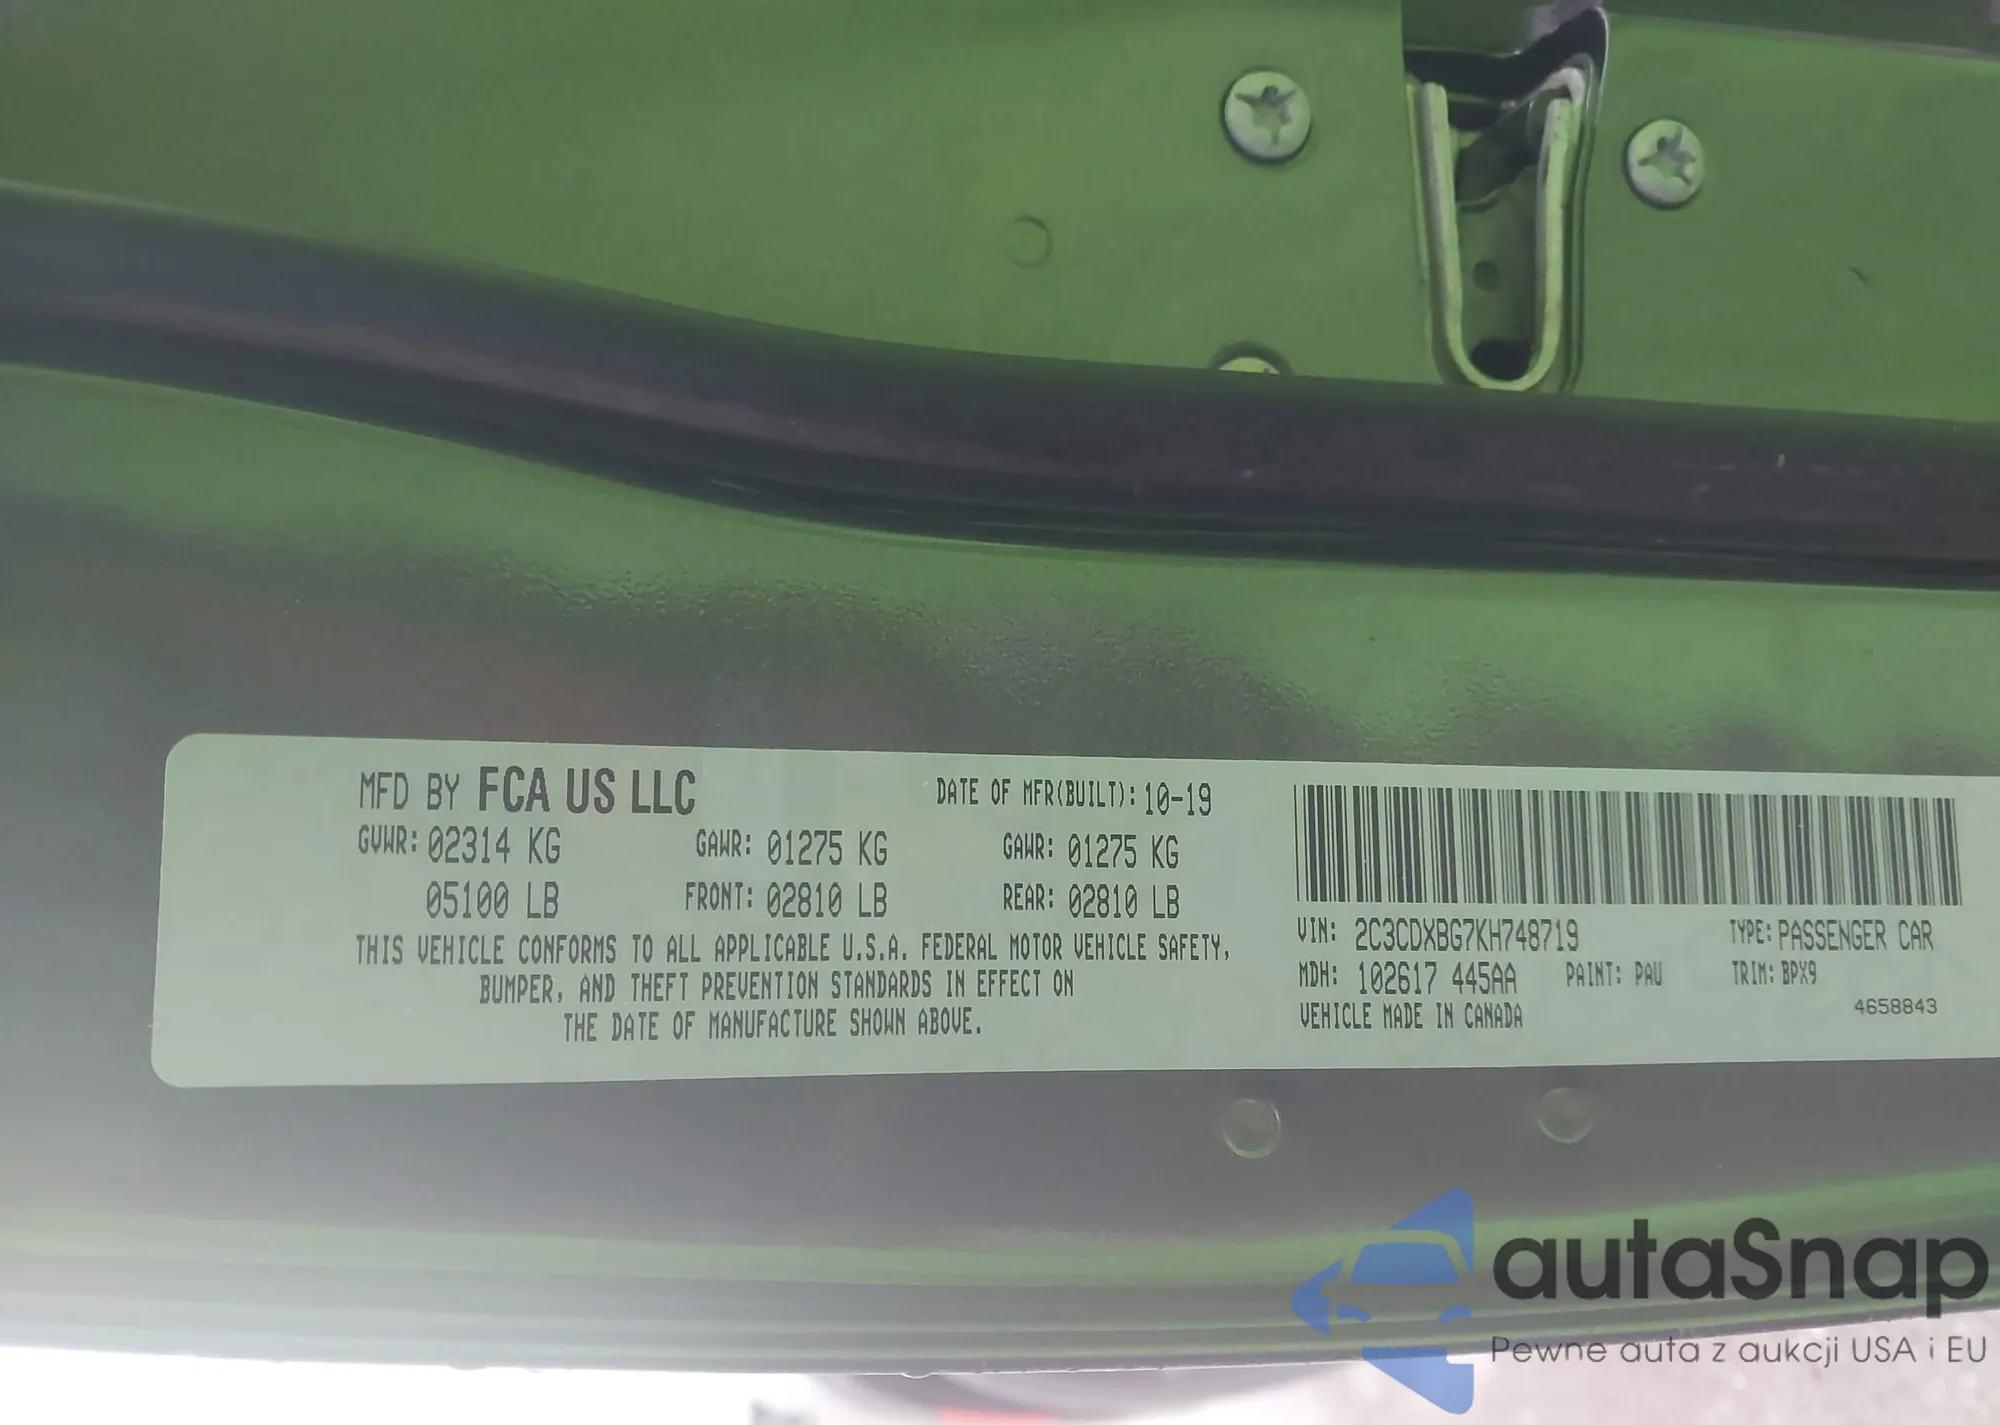 MFD BY FCA US LLC DATE OF MFR(BUILT): 10-19
GVWR: 02314 KG GAWR: 01275 KG GAWR: 01275 KG
05100 LB FRONT: 02810 LB REAR: 02810 LB
THIS VEHICLE CONFORMS TO ALL APPLICABLE U.S.A. FEDERAL MOTOR VEHICLE SAFETY,
BUMPER, AND THEFT PREVENTION STANDARDS IN EFFECT ON
THE DATE OF MANUFACTURE SHOWN ABOVE.
VIN: 2C3CDXBG7KH748719 TYPE: PASSENGER CAR
MDH: 102617 445AA PAINT: PAU TRIM: BPX9
VEHICLE MADE IN CANADA 4658843
autaSnap
Pewne auta z aukcji USA i EU